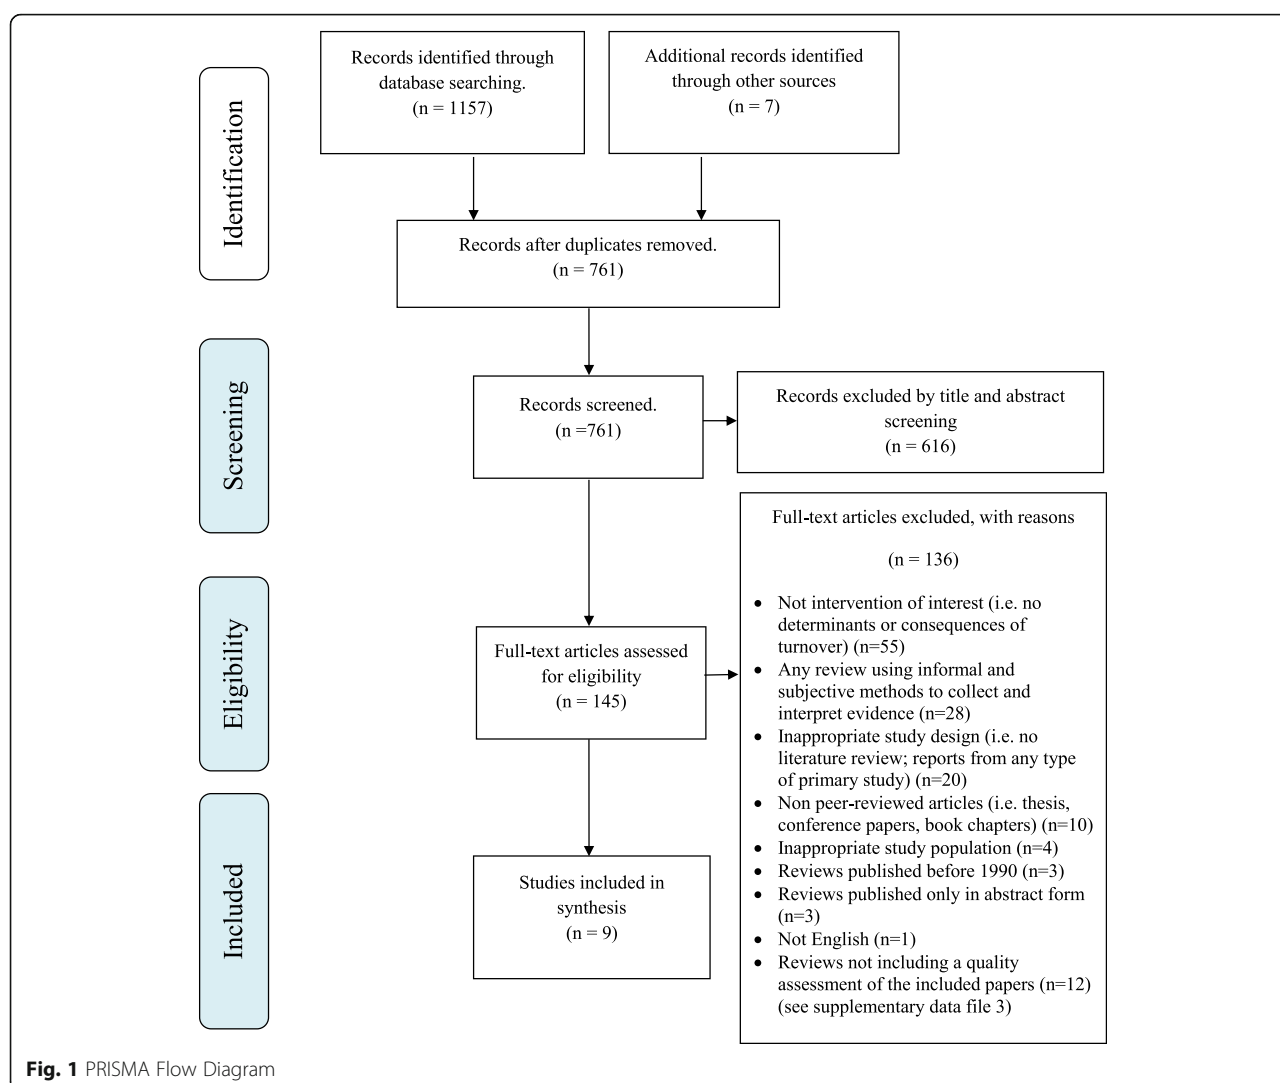 Records identified through
database searching.
(n = 1157)
Additional records identified
through other sources
(n = 7)
Identification
Records after duplicates removed.
(n = 761)
Screening
Records screened.
(n =761)
Records excluded by title and abstract
screening
(n = 616)
Eligibility
Full-text articles assessed
for eligibility
(n = 145)
Full-text articles excluded, with reasons
(n = 136)
• Not intervention of interest (i.e. no
determinants or consequences of
turnover) (n=55)
• Any review using informal and
subjective methods to collect and
interpret evidence (n=28)
• Inappropriate study design (i.e. no
literature review; reports from any type
of primary study) (n=20)
• Non peer-reviewed articles (i.e. thesis,
conference papers, book chapters) (n=10)
• Inappropriate study population (n=4)
• Reviews published before 1990 (n=3)
• Reviews published only in abstract form
(n=3)
• Not English (n=1)
• Reviews not including a quality
assessment of the included papers (n=12)
(see supplementary data file 3)
Included
Studies included in
synthesis
(n = 9)
Fig. 1 PRISMA Flow Diagram